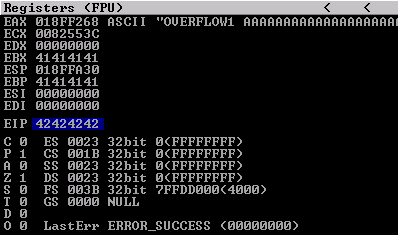 Registers (FPU) < <
EAX 018FF268 ASCII "OVERFLOW1 AAAAAAAAAAAAAAAAAAAAA
ECX 0082553C
EDX 00000000
EBX 41414141
ESP 018FFA30
EBP 41414141
ESI 00000000
EDI 00000000
EIP 42424242
C 0 ES 0023 32bit 0(FFFFFFFF)
P 1 CS 001B 32bit 0(FFFFFFFF)
A 0 SS 0023 32bit 0(FFFFFFFF)
Z 1 DS 0023 32bit 0(FFFFFFFF)
S 0 FS 003B 32bit 7FFDD000(4000)
T 0 GS 0000 NULL
D 0
O 0 LastErr ERROR_SUCCESS (00000000)